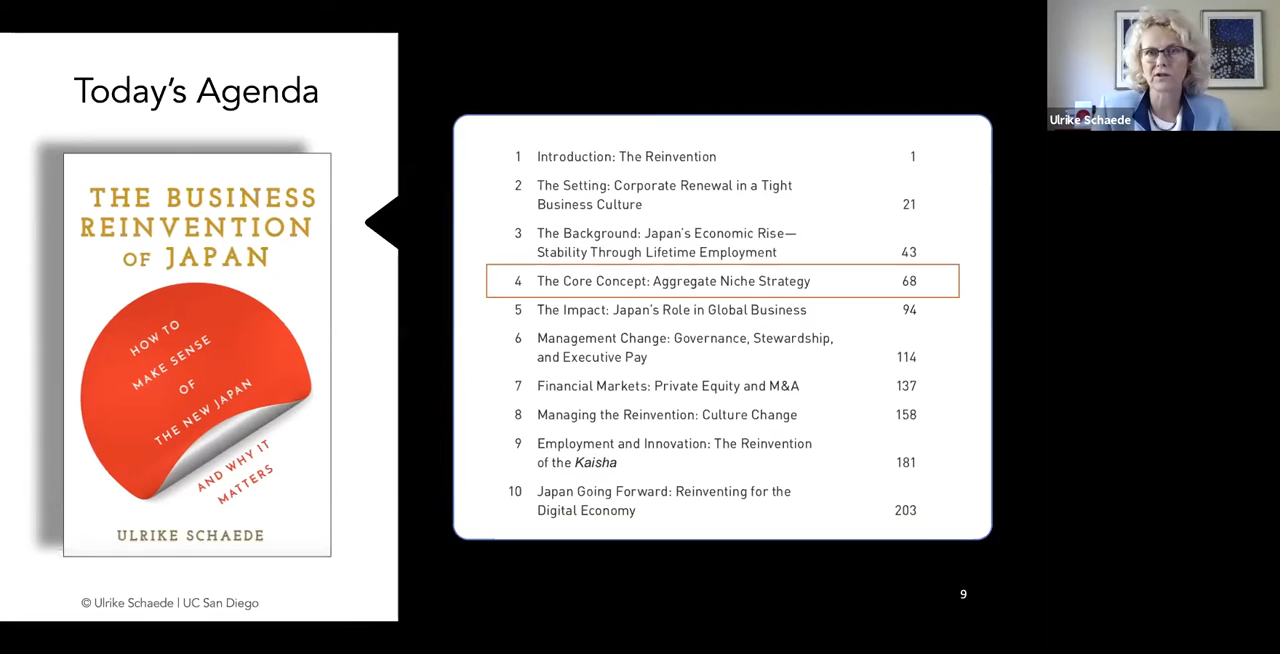 Today's Agenda
THE BUSINESS
REINVENTION
OF JAPAN
HOW TO
MAKE SENSE
OF
THE NEW JAPAN
AND WHY IT
MATTERS
ULRIKE SCHAEDE
© Ulrike Schaede | UC San Diego
1 Introduction: The Reinvention 1
2 The Setting: Corporate Renewal in a Tight
Business Culture 21
3 The Background: Japan's Economic Rise—
Stability Through Lifetime Employment 43
4 The Core Concept: Aggregate Niche Strategy 68
5 The Impact: Japan's Role in Global Business 94
6 Management Change: Governance, Stewardship,
and Executive Pay 114
7 Financial Markets: Private Equity and M&A 137
8 Managing the Reinvention: Culture Change 158
9 Employment and Innovation: The Reinvention
of the Kaisha 181
10 Japan Going Forward: Reinventing for the
Digital Economy 203
9
Ulrike Schaede